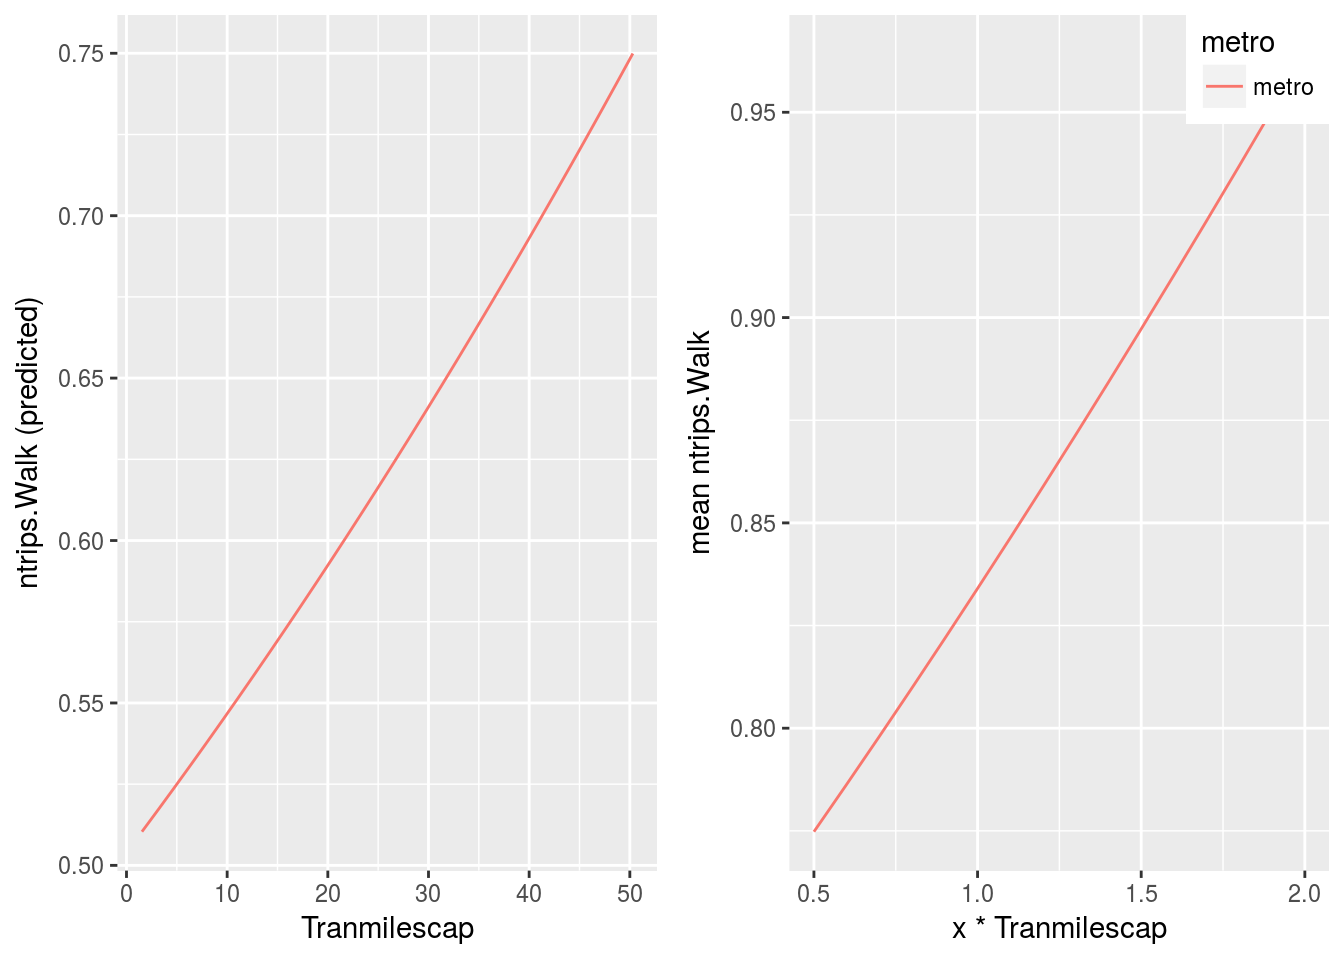 ntrips.Walk (predicted)
0.75
0.70
0.65
0.60
0.55
0.50
0 10 20 30 40 50
Tranmilescap
mean ntrips.Walk
0.95
0.90
0.85
0.80
0.5 1.0 1.5 2.0
x * Tranmilescap
metro
metro